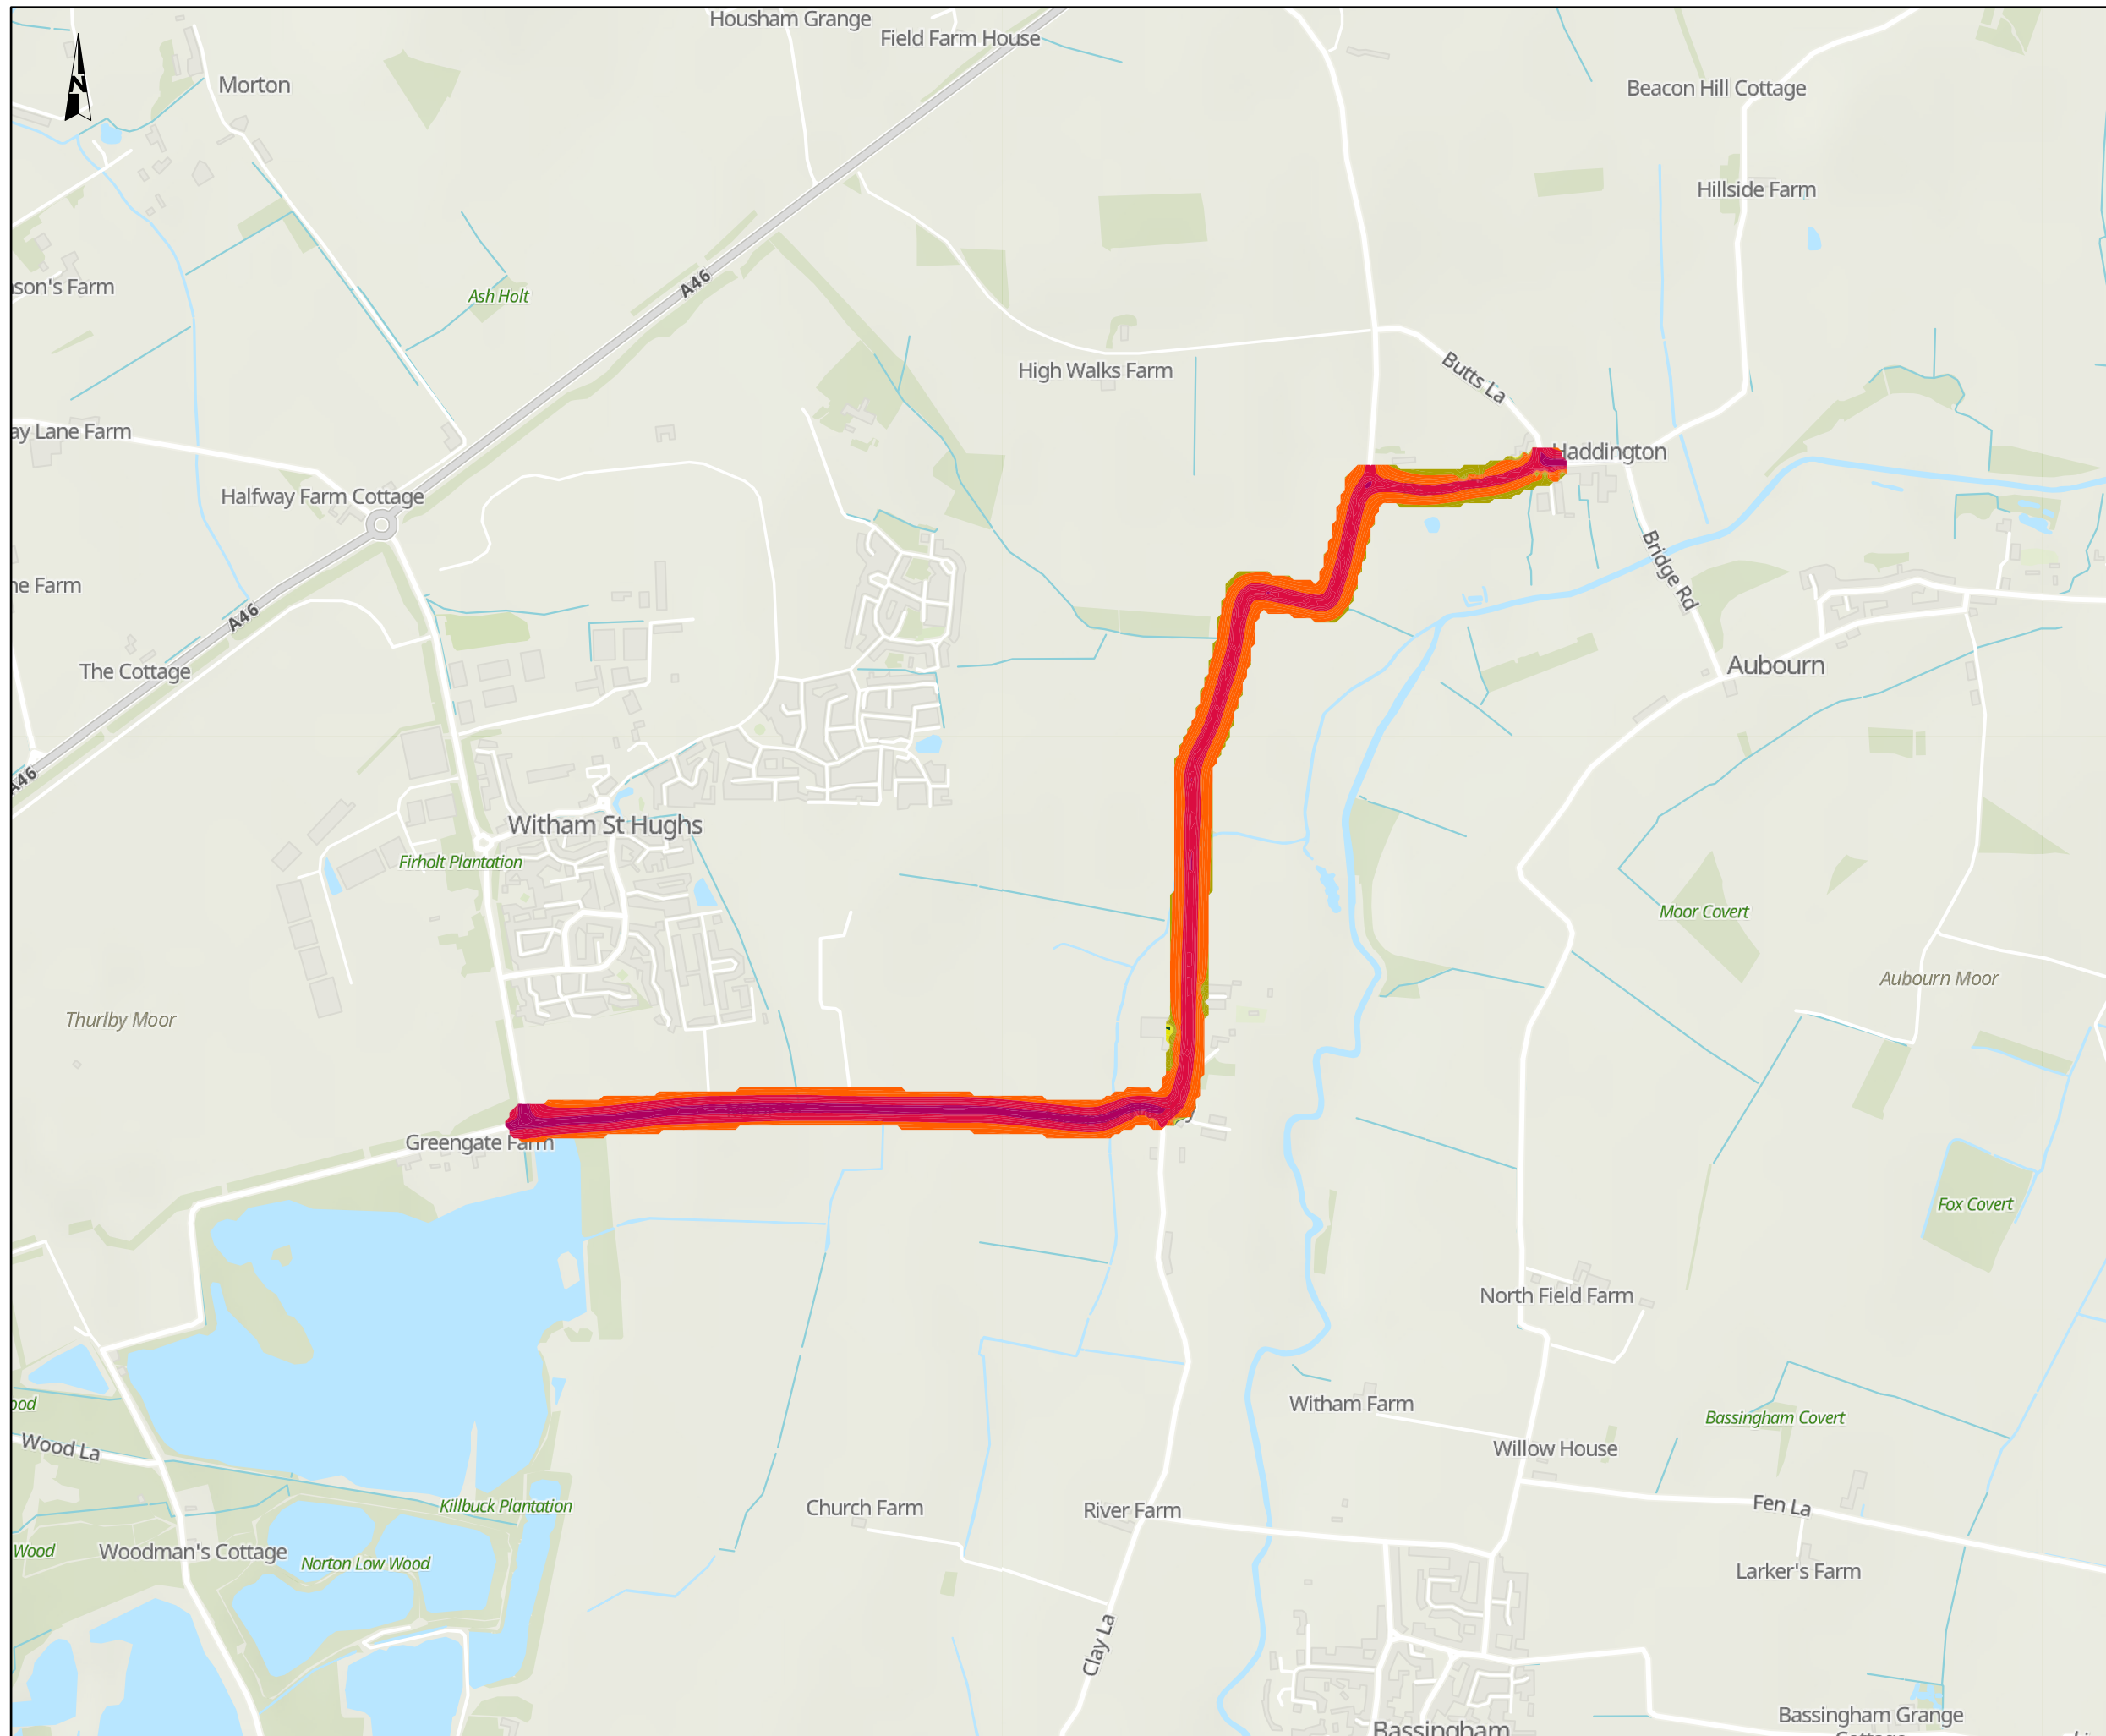 Housham Grange
Field Farm House
N
Morton
Beacon Hill Cottage
Hillside Farm
A46
son's Farm
Ash Holt
High Walks Farm
Butts La
ay Lane Farm
Haddington
Halfway Farm Cottage
ne Farm
Bridge Rd
A46
The Cottage
Aubourn
A46
Witham St Hughs
Firholt Plantation
Moor Covert
Aubourn Moor
Thurlby Moor
Greengate Farm
Fox Covert
North Field Farm
Witham Farm
ood
Bassingham Covert
Wood La
Willow House
Killbuck Plantation
Church Farm
River Farm
Fen La
Wood
Woodman's Cottage
Norton Low Wood
Larker's Farm
Clay La
Bassingham Grange
Bassingham